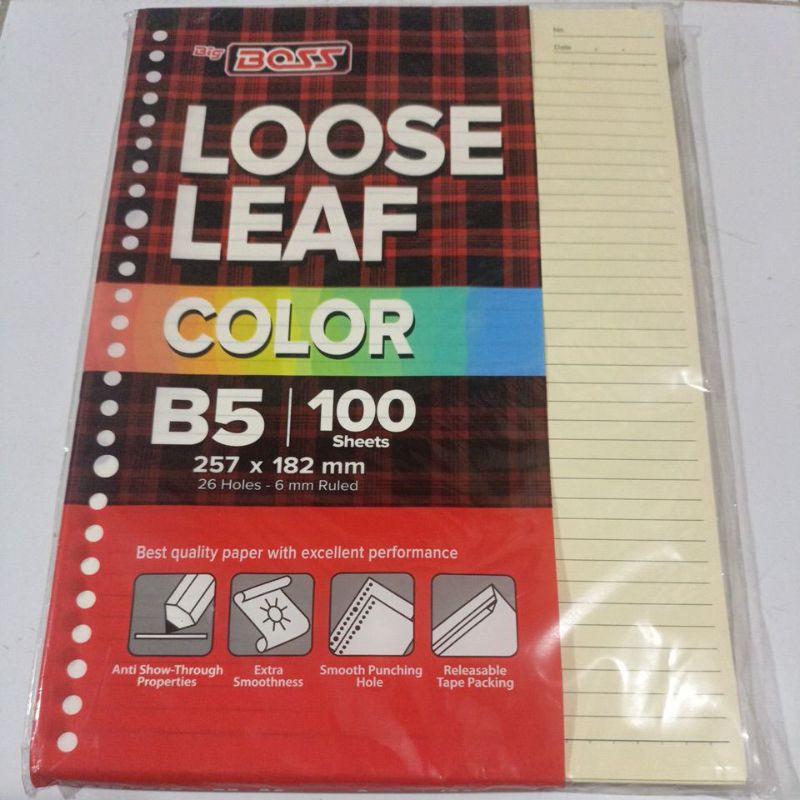 Big BOSS
No.
Date . .
LOOSE
LEAF
COLOR
B5 | 100
Sheets
257 x 182 mm
26 Holes - 6 mm Ruled
Best quality paper with excellent performance
Anti Show-Through
Properties
Extra
Smoothness
Smooth Punching
Hole
Releasable
Tape Packing